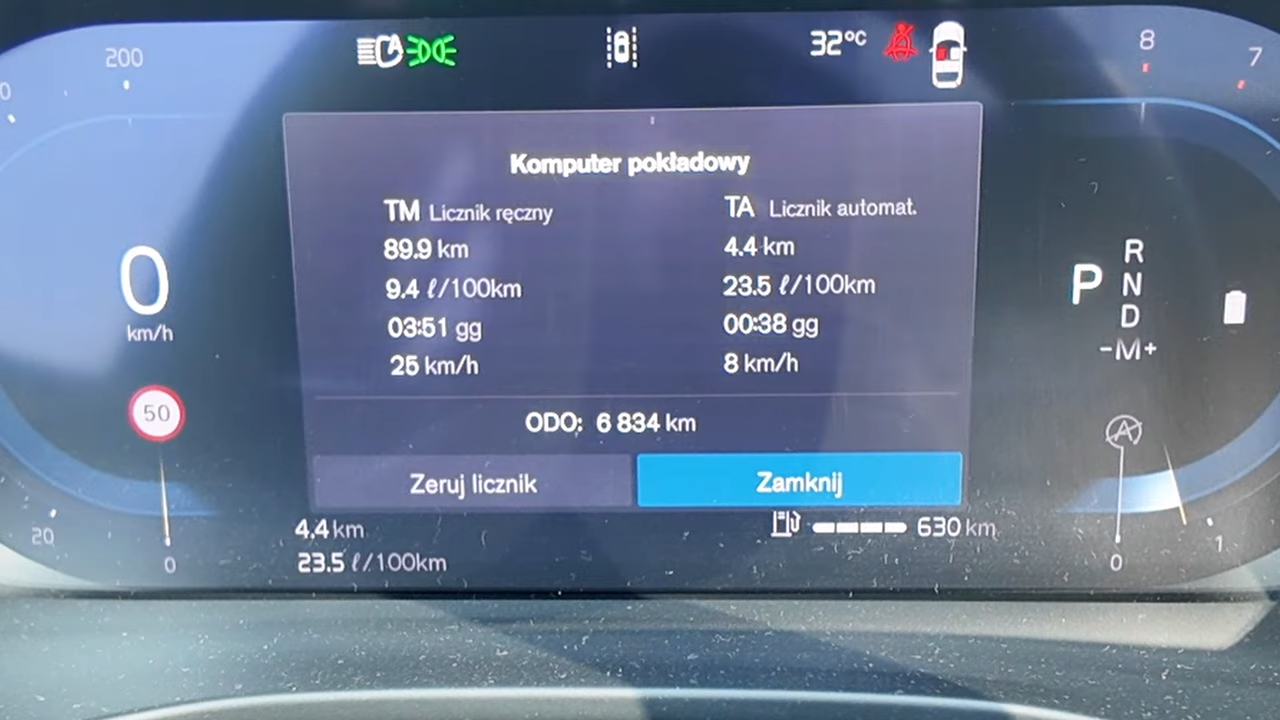 200
32°C
8
7
0
Komputer pokładowy
TM Licznik ręczny
TA Licznik automat.
89.9 km
4.4 km
9.4 ℓ/100km
23.5 ℓ/100km
03:51 gg
00:38 gg
25 km/h
8 km/h
0
km/h
R
P N
D
-M+
50
ODO: 6 834 km
A
Zeruj licznik
Zamknij
4.4 km
630 km
23.5 ℓ/100km
20
0
0
1